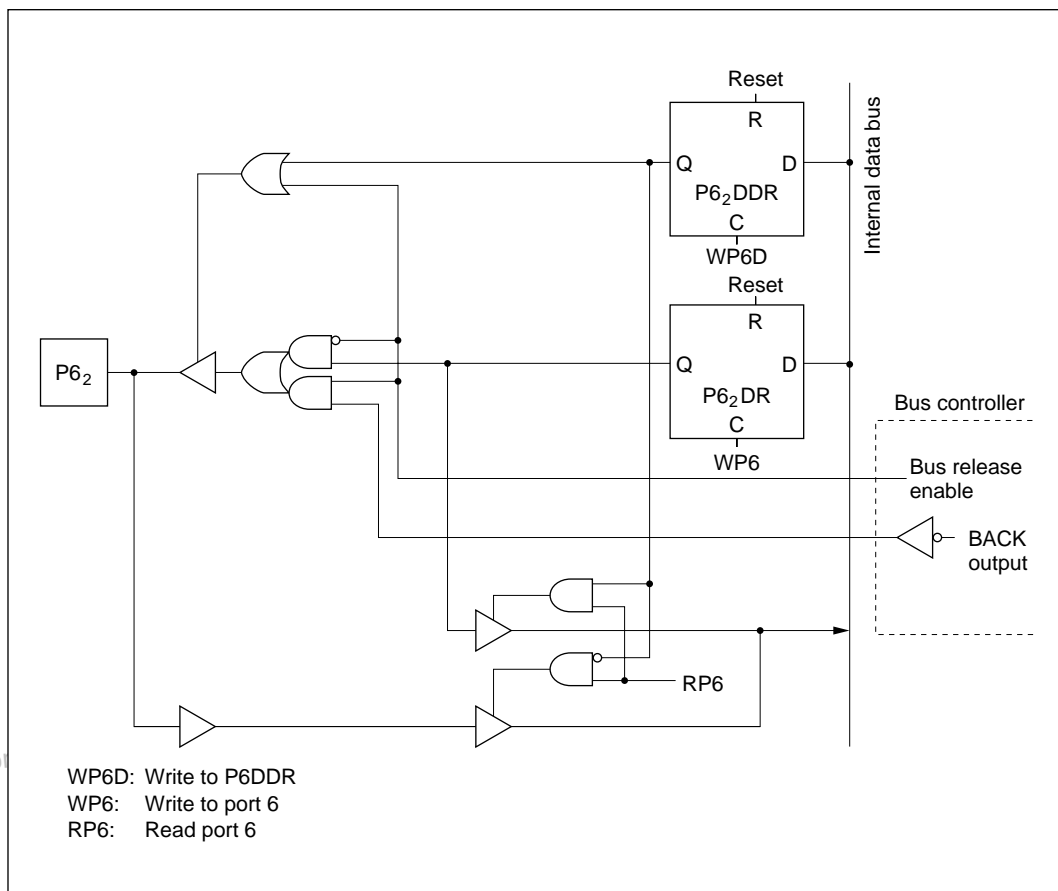 Reset
R
Q
D
P6₂DDR
C
WP6D
Internal data bus
Reset
R
Q
D
P6₂DR
C
WP6
P6₂
Bus controller
Bus release
enable
BACK
output
RP6
WP6D: Write to P6DDR
WP6: Write to port 6
RP6: Read port 6